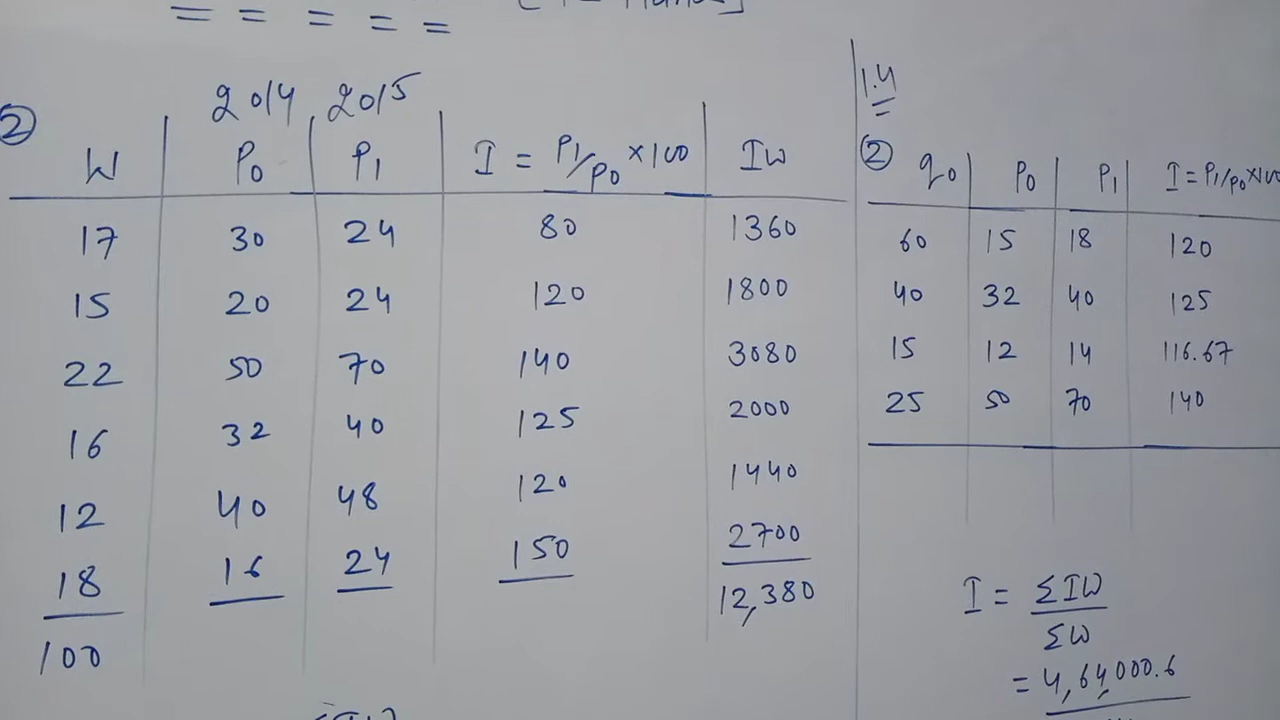 2014 2015
② W P0 P1 I = P1/P0 ×100 IW
17 30 24 80 1360
15 20 24 120 1800
22 50 70 140 3080
16 32 40 125 2000
12 40 48 120 1440
18 16 24 150 2700
100 12,380
1.4
② q0 P0 P1 I = P1/P0×100
60 15 18 120
40 32 40 125
15 12 14 116.67
25 50 70 140
I = ΣIW
ΣW
= 4,64,000.6